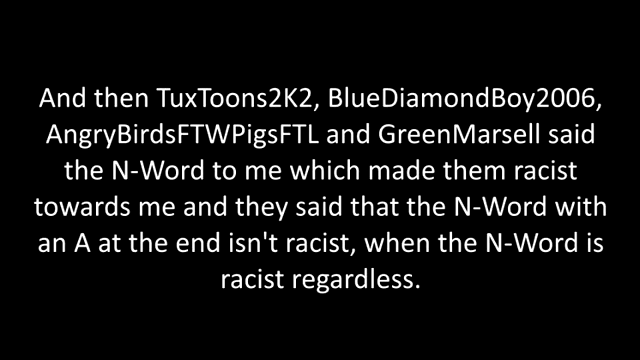 And then TuxToons2K2, BlueDiamondBoy2006,
AngryBirdsFTWPigsFTL and GreenMarsell said
the N-Word to me which made them racist
towards me and they said that the N-Word with
an A at the end isn't racist, when the N-Word is
racist regardless.